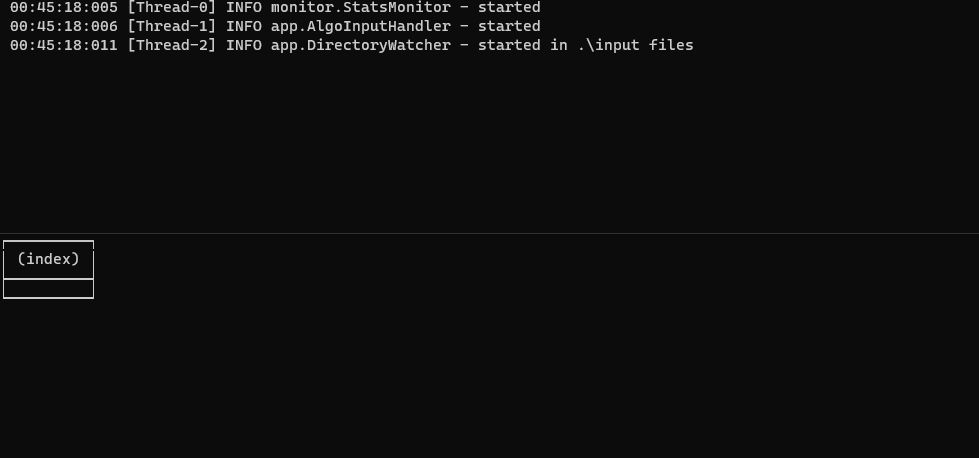 00:45:18:005 [Thread-0] INFO monitor.StatsMonitor - started
00:45:18:006 [Thread-1] INFO app.AlgoInputHandler - started
00:45:18:011 [Thread-2] INFO app.DirectoryWatcher - started in .\input files
(index)